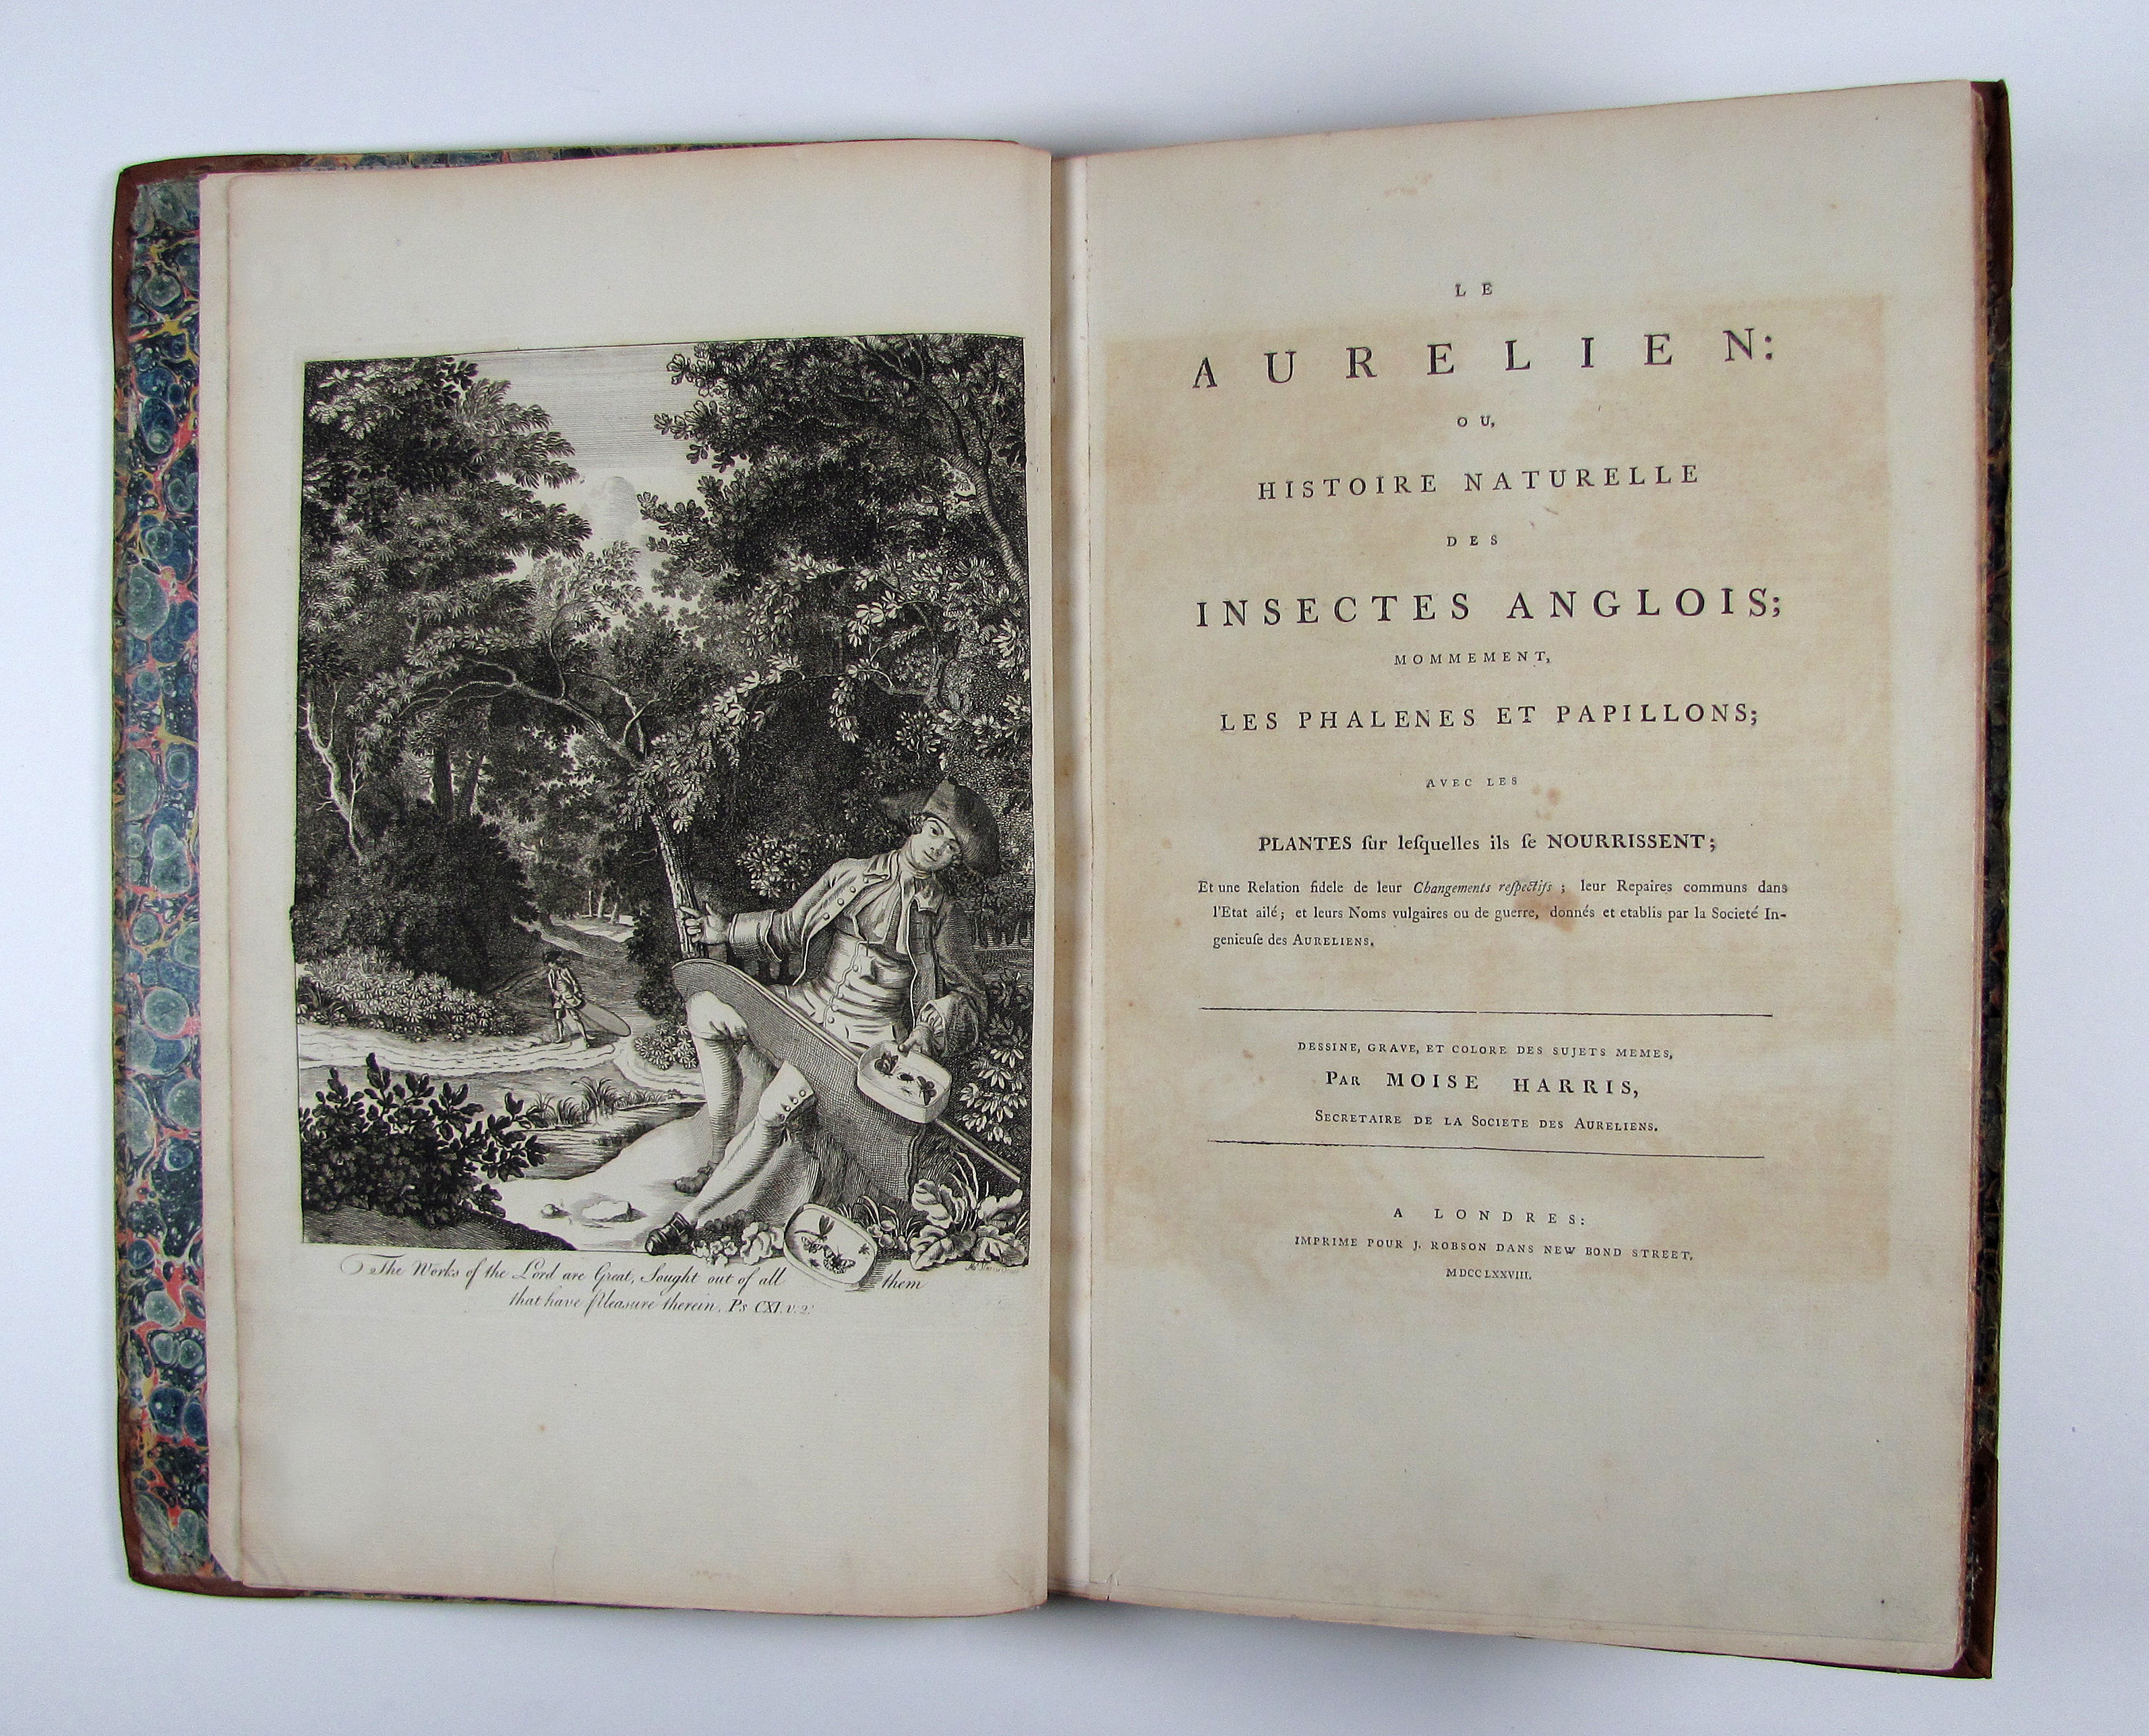 The Works of the Lord are Great, Sought out of all them
that have pleasure therein. Ps CXI. v. 2.
LE
AURELIEN:
OU,
HISTOIRE NATURELLE
DES
INSECTES ANGLOIS;
MOMMEMENT,
LES PHALENES ET PAPILLONS;
AVEC LES
PLANTES ſur leſquelles ils ſe NOURRISSENT;
Et une Relation fidele de leur Changements reſpectifs; leur Repaires communs dans
l'Etat ailé; et leurs Noms vulgaires ou de guerre, donnés et etablis par la Societé In-
genieuſe des AURELIENS.
DESSINE, GRAVE, ET COLORE DES SUJETS MEMES,
PAR MOISE HARRIS,
SECRETAIRE DE LA SOCIETE DES AURELIENS.
A LONDRES:
IMPRIME POUR J. ROBSON DANS NEW BOND STREET,
MDCCLXXVIII.